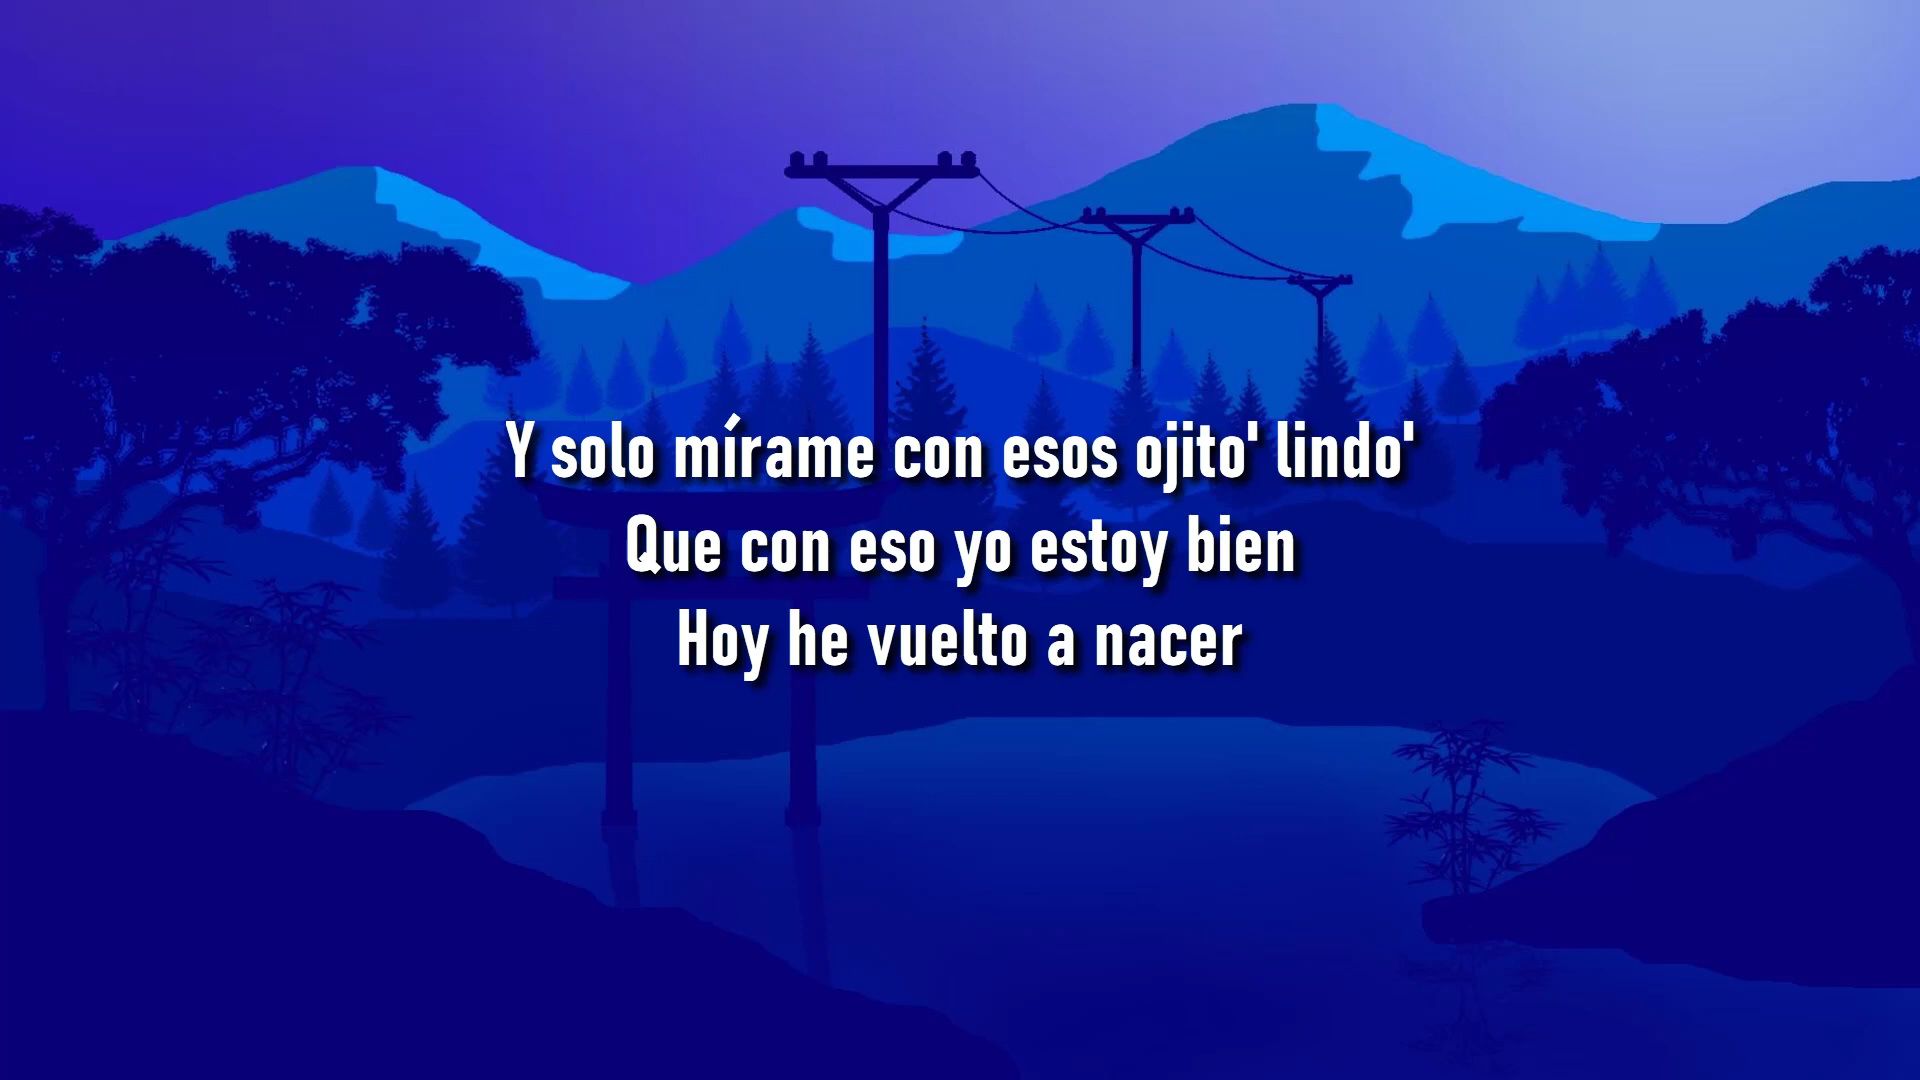 Y solo mírame con esos ojito' lindo'
Que con eso yo estoy bien
Hoy he vuelto a nacer